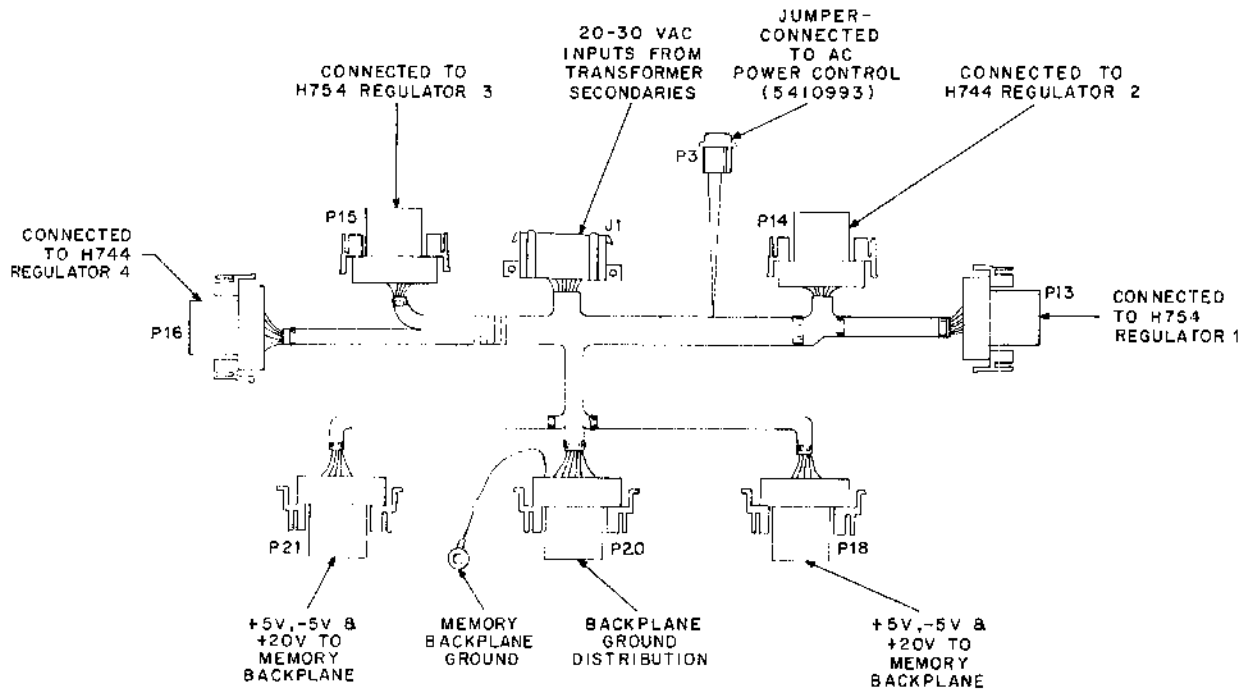 20-30 VAC
INPUTS FROM
TRANSFORMER
SECONDARIES
JUMPER-
CONNECTED
TO AC
POWER CONTROL
(5410993)
CONNECTED TO
H754 REGULATOR 3
CONNECTED TO
H744 REGULATOR 2
P3
P15
J1
P14
CONNECTED
TO H744
REGULATOR 4
P16
P13
CONNECTED
TO H754
REGULATOR 1
P21
P20
P18
+5V,-5V &
+20V TO
MEMORY
BACKPLANE
MEMORY
BACKPLANE
GROUND
BACKPLANE
GROUND
DISTRIBUTION
+5V,-5V &
+20V TO
MEMORY
BACKPLANE